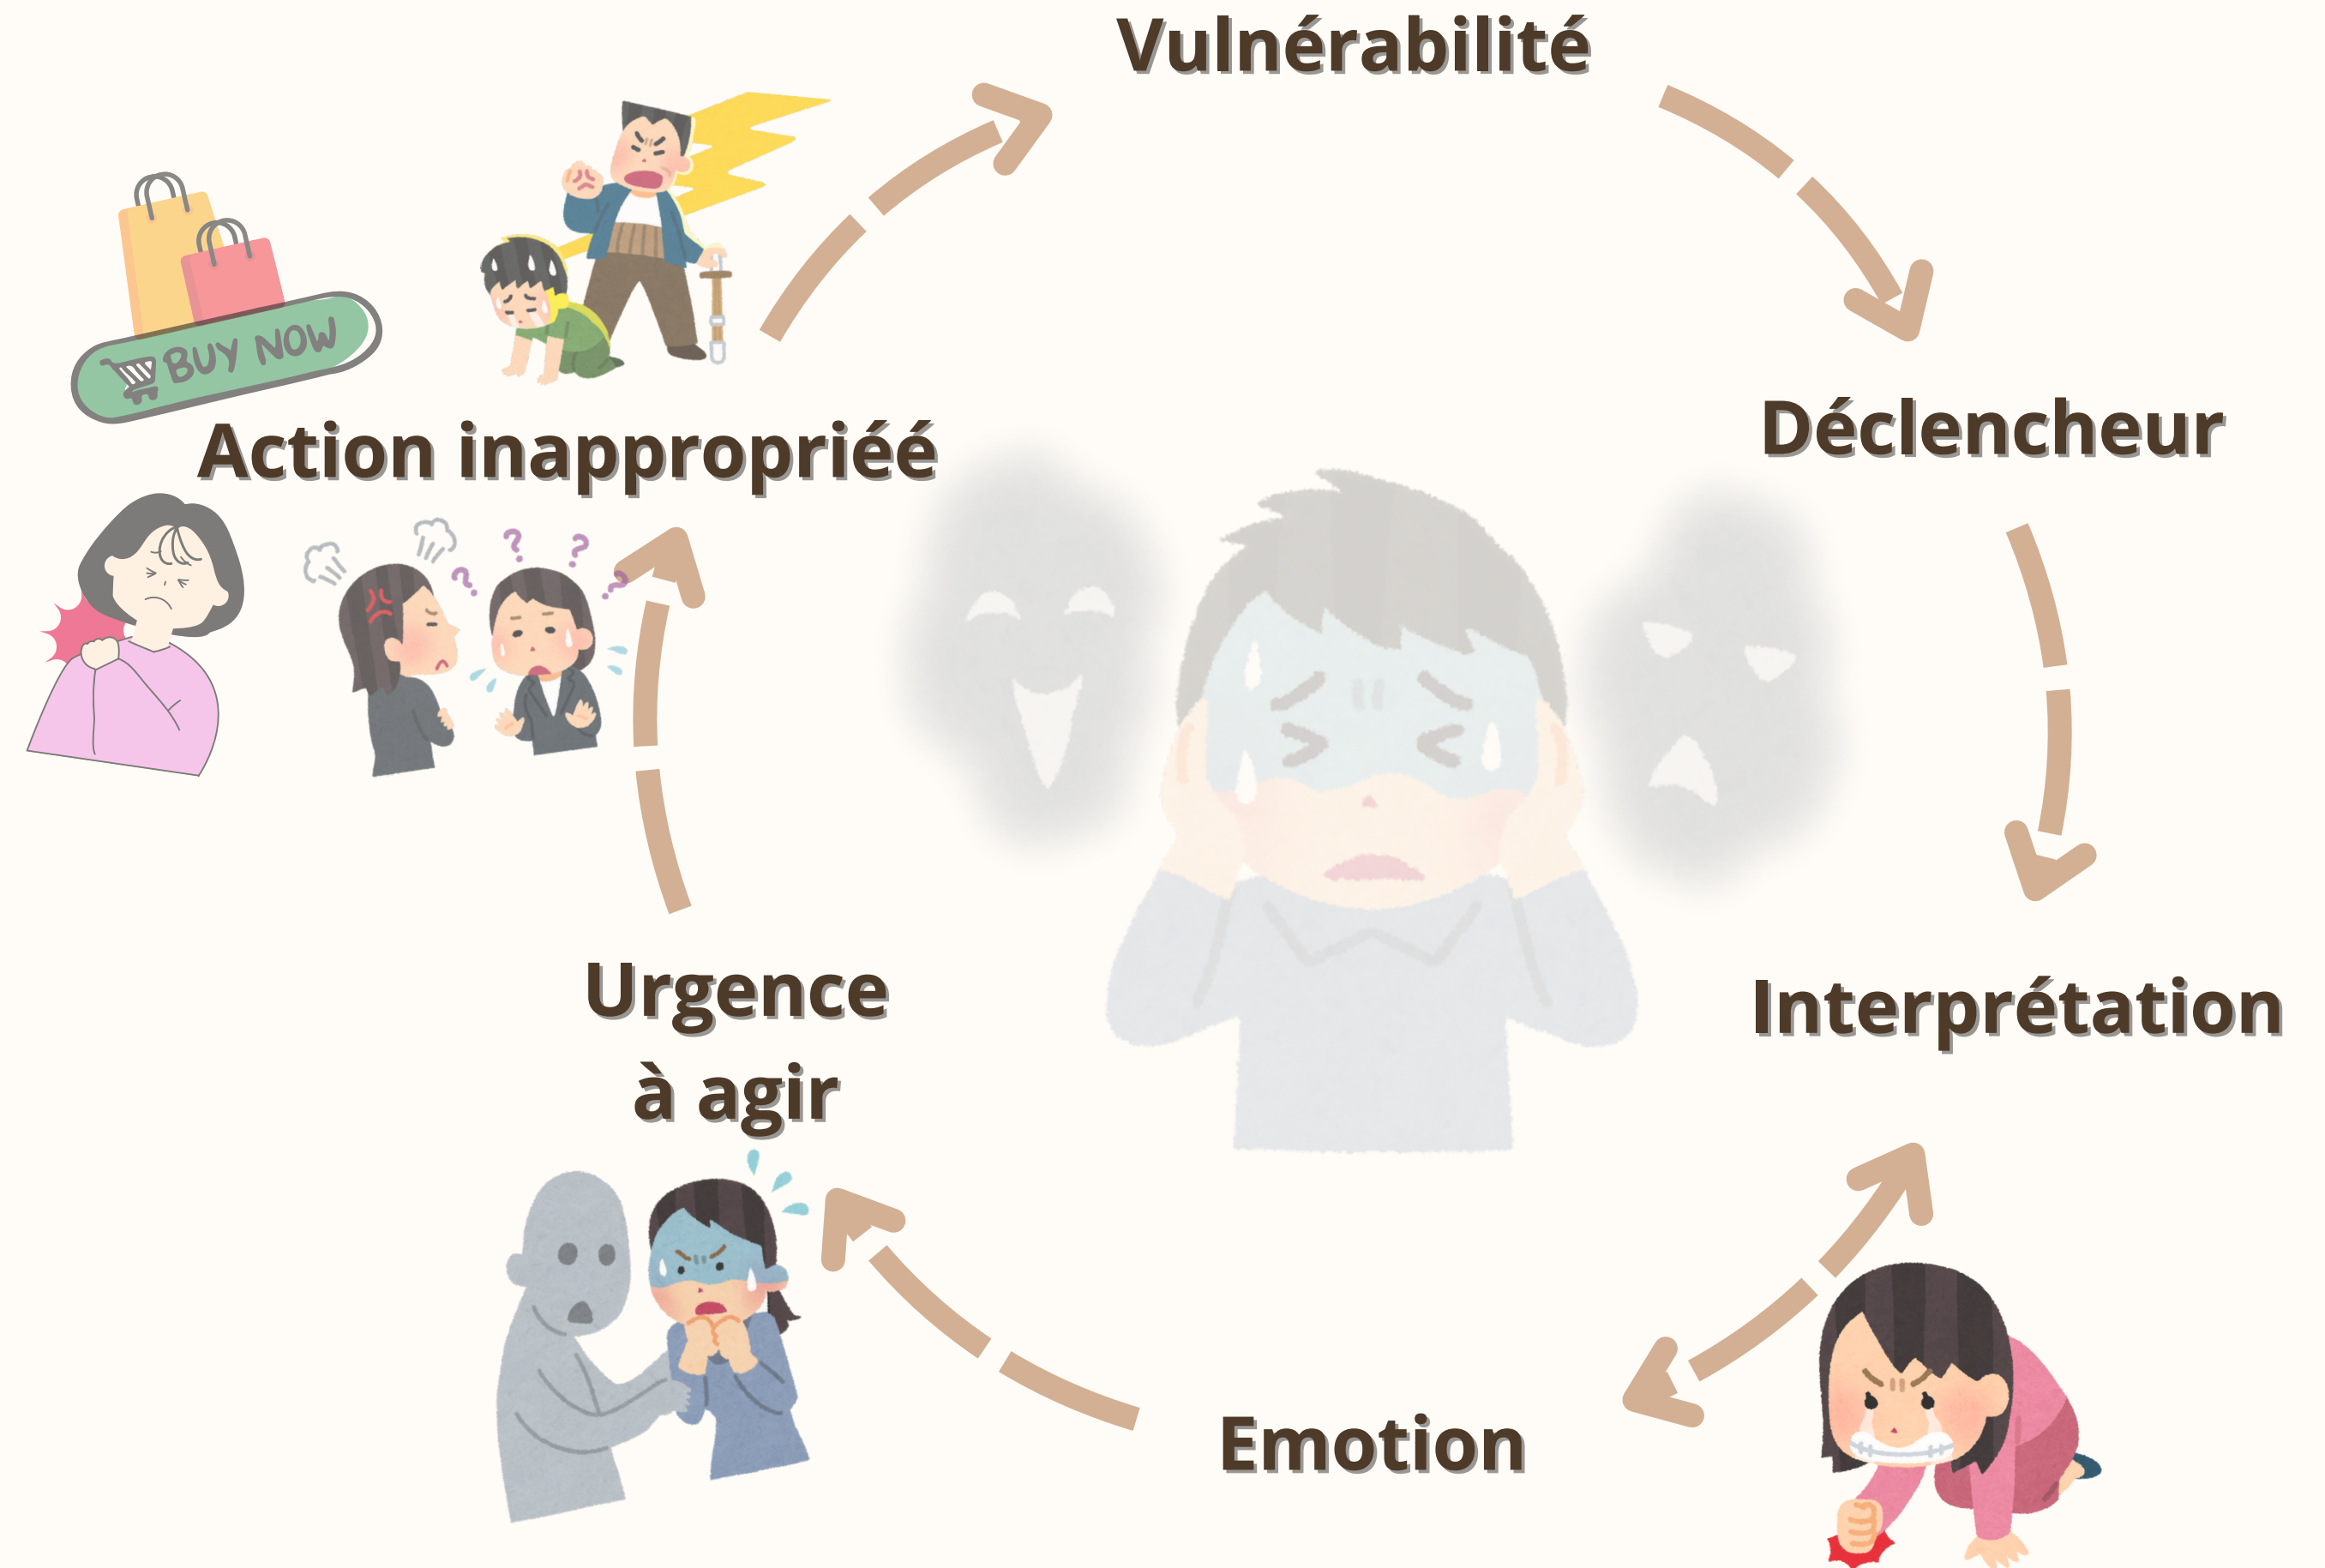 Vulnérabilité
Déclencheur
Interprétation
Emotion
Urgence
à agir
Action inappropriéé
BUY NOW